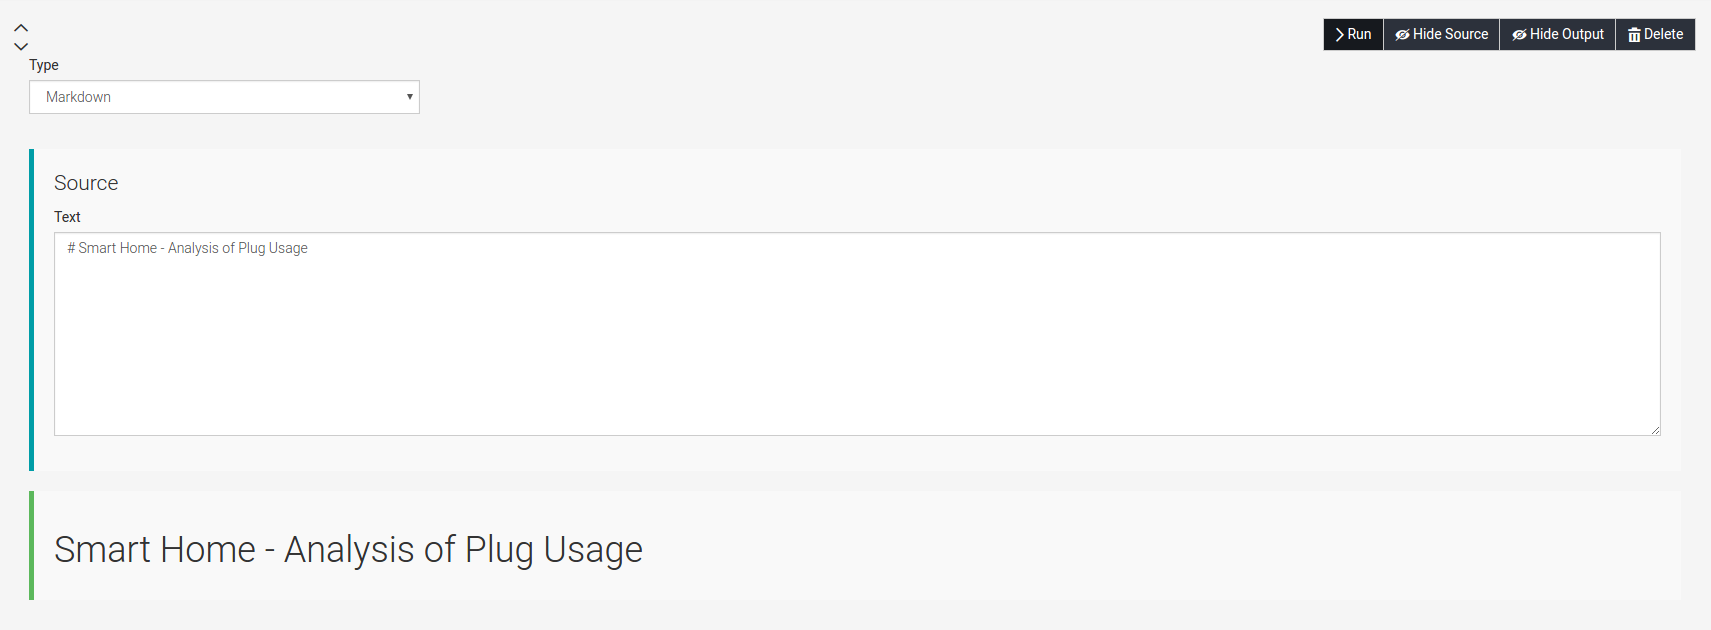 Run Hide Source Hide Output Delete
Type
Markdown
Source
Text
# Smart Home - Analysis of Plug Usage
Smart Home - Analysis of Plug Usage